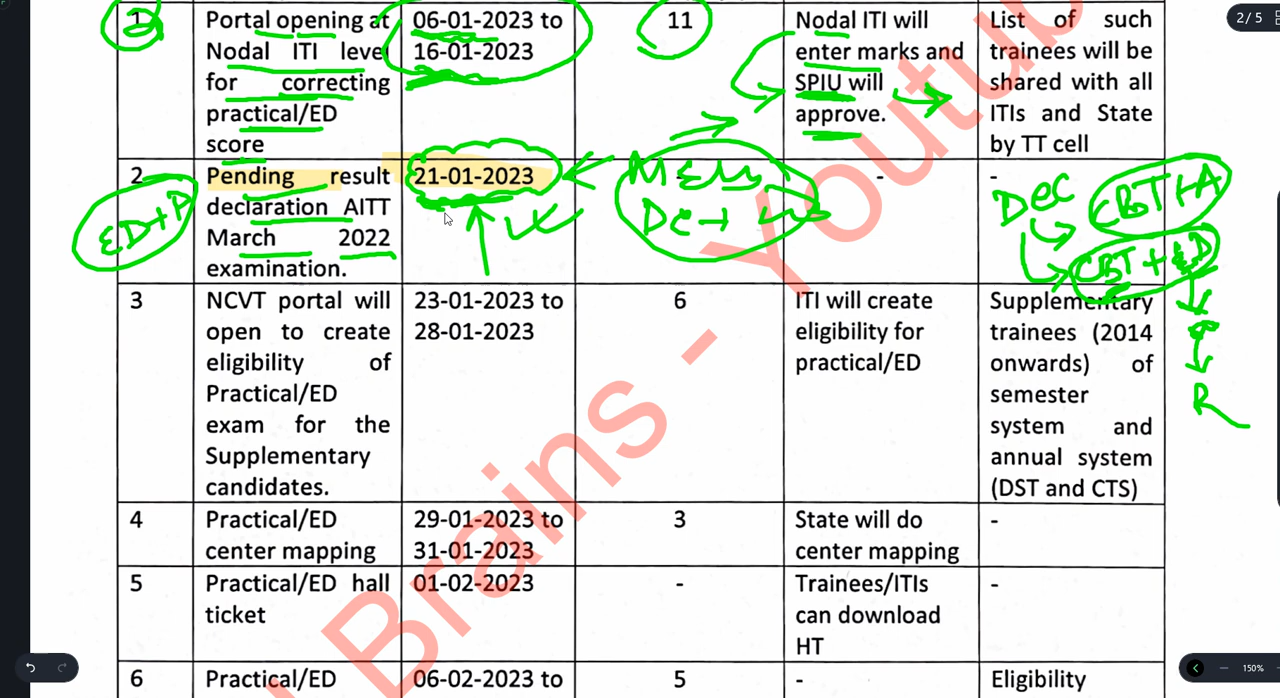 2/5
1
Portal opening at
Nodal ITI level
for correcting
practical/ED
score
06-01-2023 to
16-01-2023
11
Nodal ITI will
enter marks and
SPIU will
approve.
List of such
trainees will be
shared with all
ITIs and State
by TT cell
2
Pending result
declaration AITT
March 2022
examination.
21-01-2023
-
-
ED+P
Dec
CBT+A
CBT + ED
P
R
3
NCVT portal will
open to create
eligibility of
Practical/ED
exam for the
Supplementary
candidates.
23-01-2023 to
28-01-2023
6
ITI will create
eligibility for
practical/ED
Supplementary
trainees (2014
onwards) of
semester
system and
annual system
(DST and CTS)
4
Practical/ED
center mapping
29-01-2023 to
31-01-2023
3
State will do
center mapping
-
5
Practical/ED hall
ticket
01-02-2023
-
Trainees/ITIs
can download
HT
-
6
Practical/ED
06-02-2023 to
5
-
Eligibility
Brains - Youtub
150%